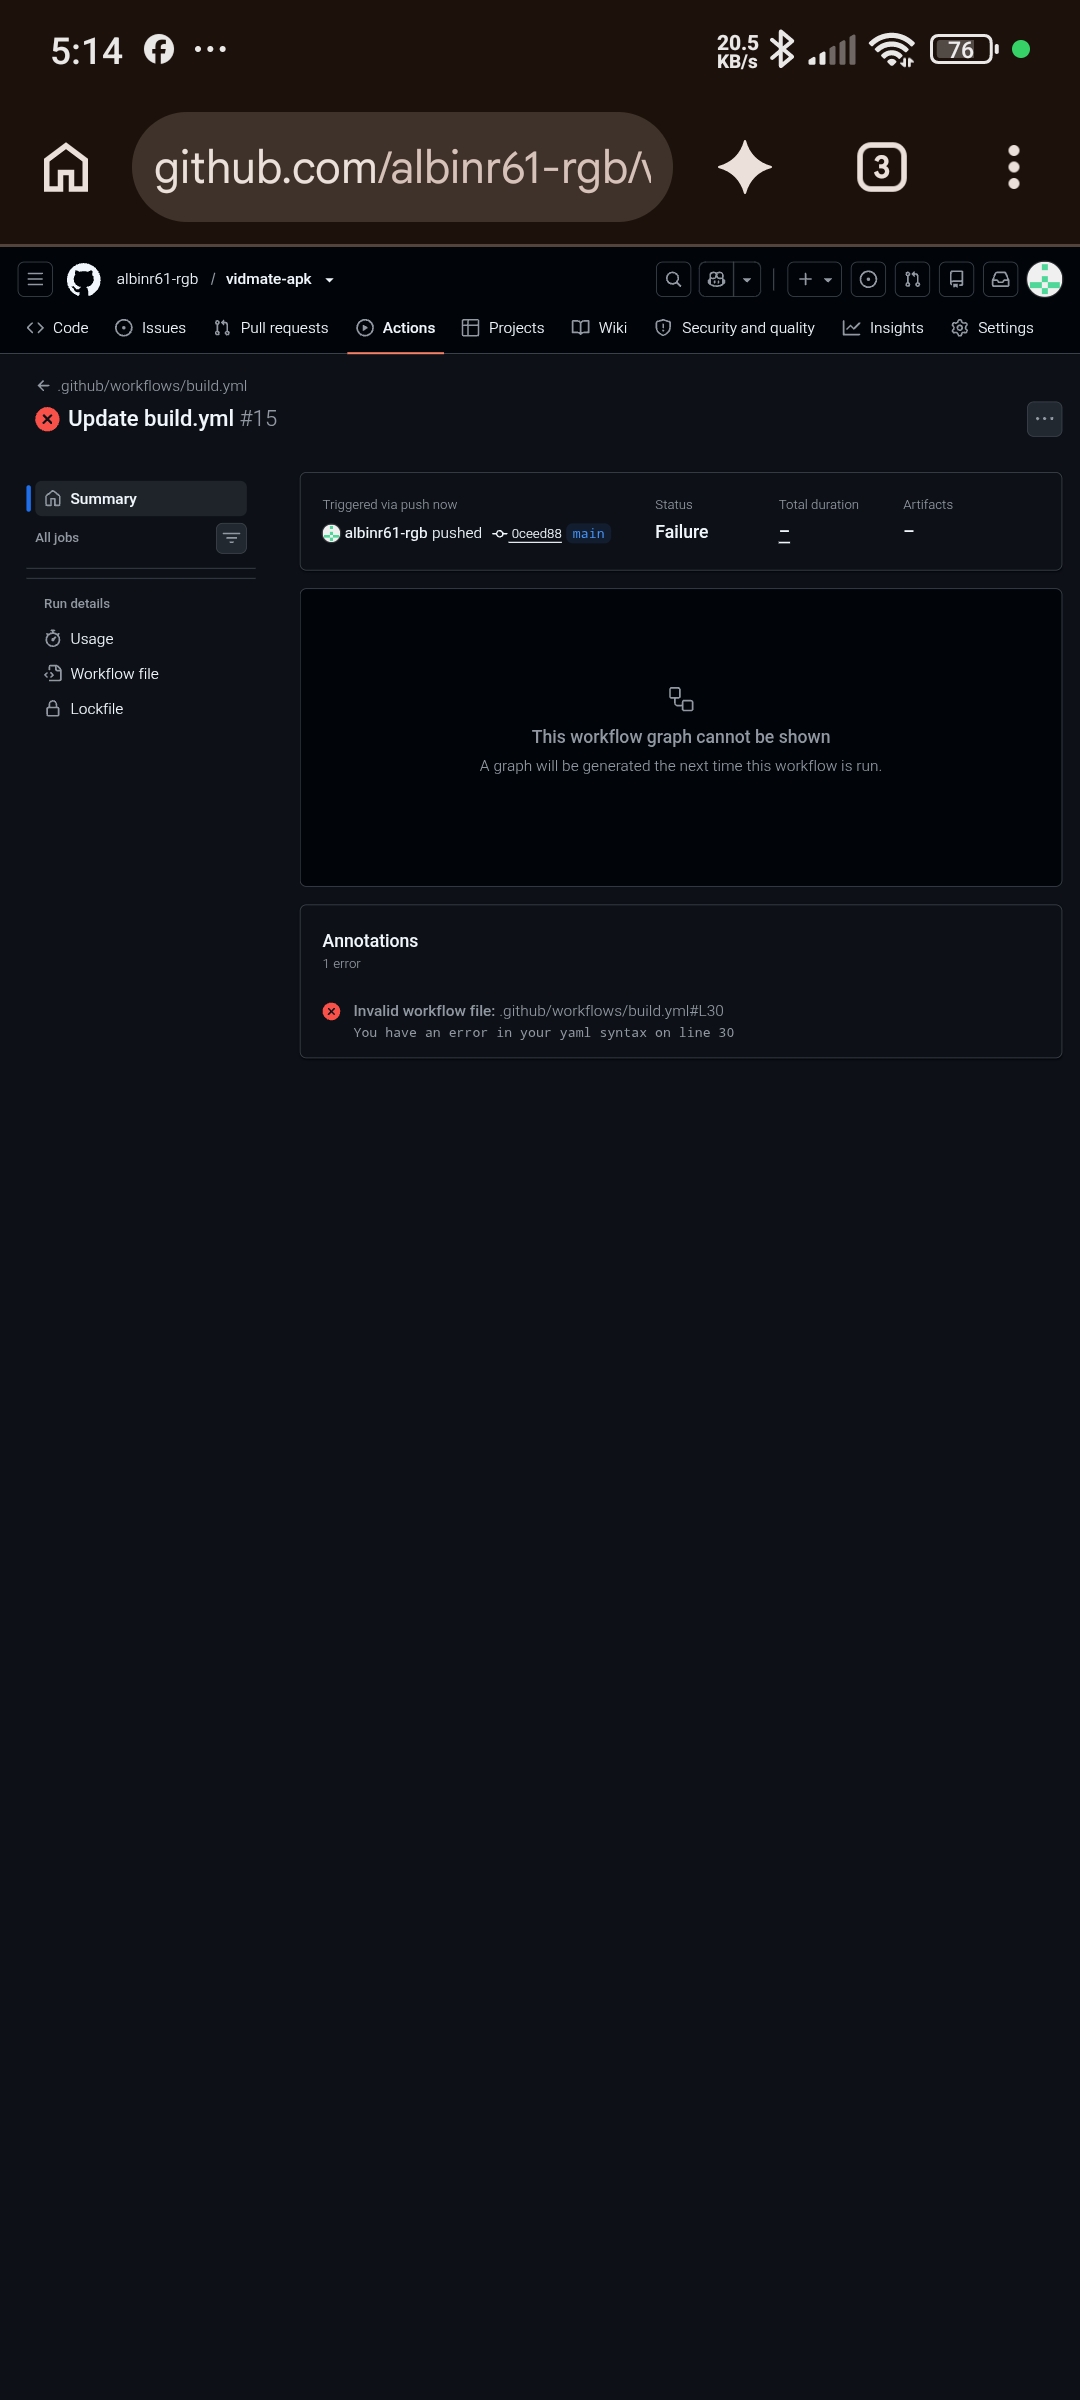 5:14
20.5
KB/s
76
github.com/albinr61-rgb/v
3
albinr61-rgb / vidmate-apk
Code Issues Pull requests Actions Projects Wiki Security and quality Insights Settings
.github/workflows/build.yml
Update build.yml #15
Summary
All jobs
Run details
Usage
Workflow file
Lockfile
Triggered via push now
albinr61-rgb pushed 0ceed88 main
Status
Failure
Total duration
–
Artifacts
–
This workflow graph cannot be shown
A graph will be generated the next time this workflow is run.
Annotations
1 error
Invalid workflow file: .github/workflows/build.yml#L30
You have an error in your yaml syntax on line 30